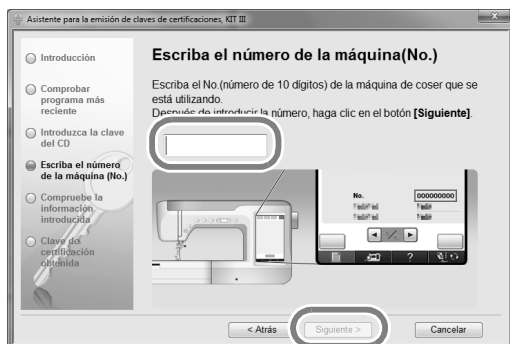 Asistente para la emisión de claves de certificaciones, KIT III
Introducción
Comprobar
programa más
reciente
Introduzca la clave
del CD
Escriba el número
de la máquina (No.)
Compruebe la
información
introducida
Clave de
certificación
obtenida
Escriba el número de la máquina(No.)
Escriba el No.(número de 10 dígitos) de la máquina de coser que se
está utilizando.
Después de introducir la número, haga clic en el botón [Siguiente].
No. 000000000
?
< Atrás
Siguiente >
Cancelar